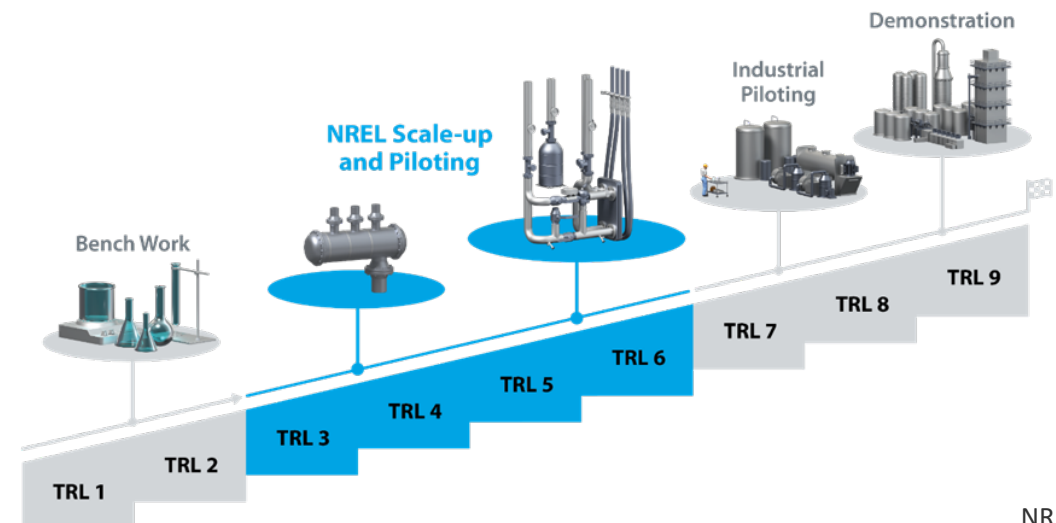 Demonstration
Industrial
Piloting
NREL Scale-up
and Piloting
Bench Work
TRL 9
TRL 8
TRL 7
TRL 6
TRL 5
TRL 4
TRL 3
TRL 2
TRL 1
NR